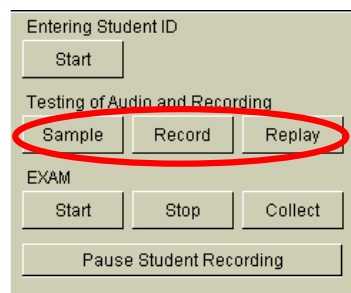 Entering Student ID
Start
Testing of Audio and Recording
Sample Record Replay
EXAM
Start Stop Collect
Pause Student Recording